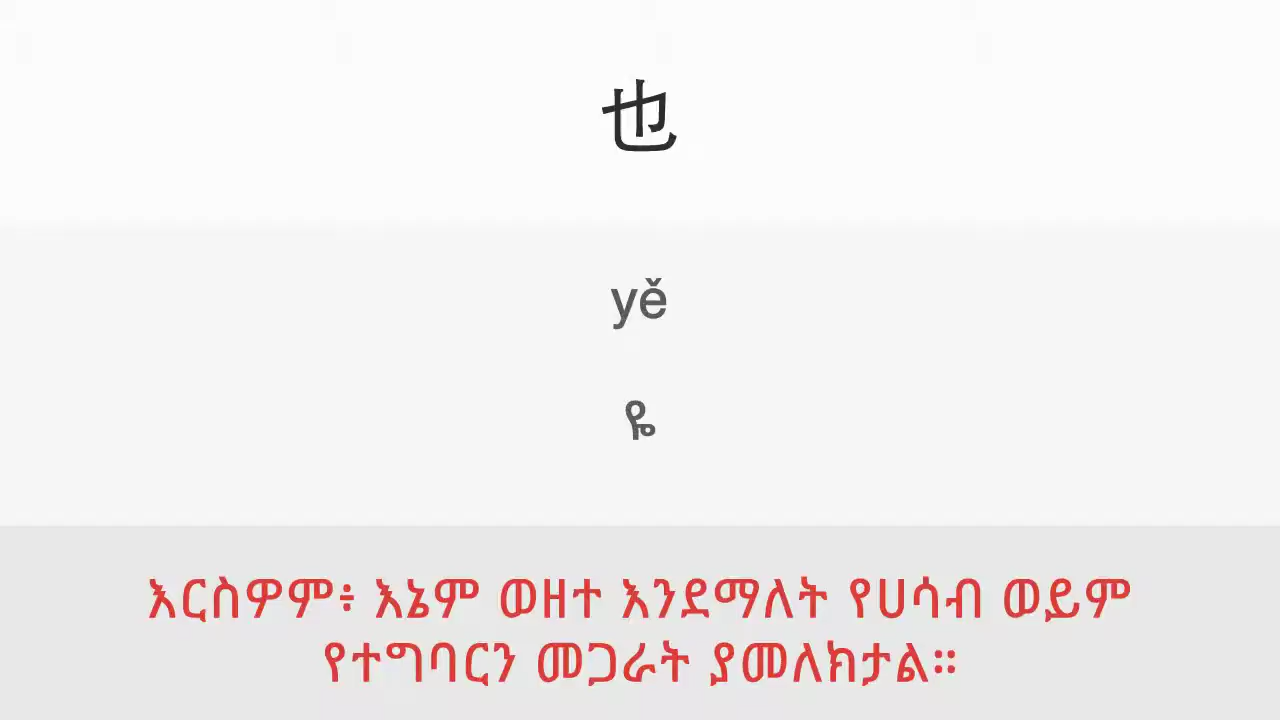 也
yě
ዬ
እርስዎም፥ እኔም ወዘተ እንደማለት የሀሳብ ወይም
የተግባርን መጋራት ያመለክታል።